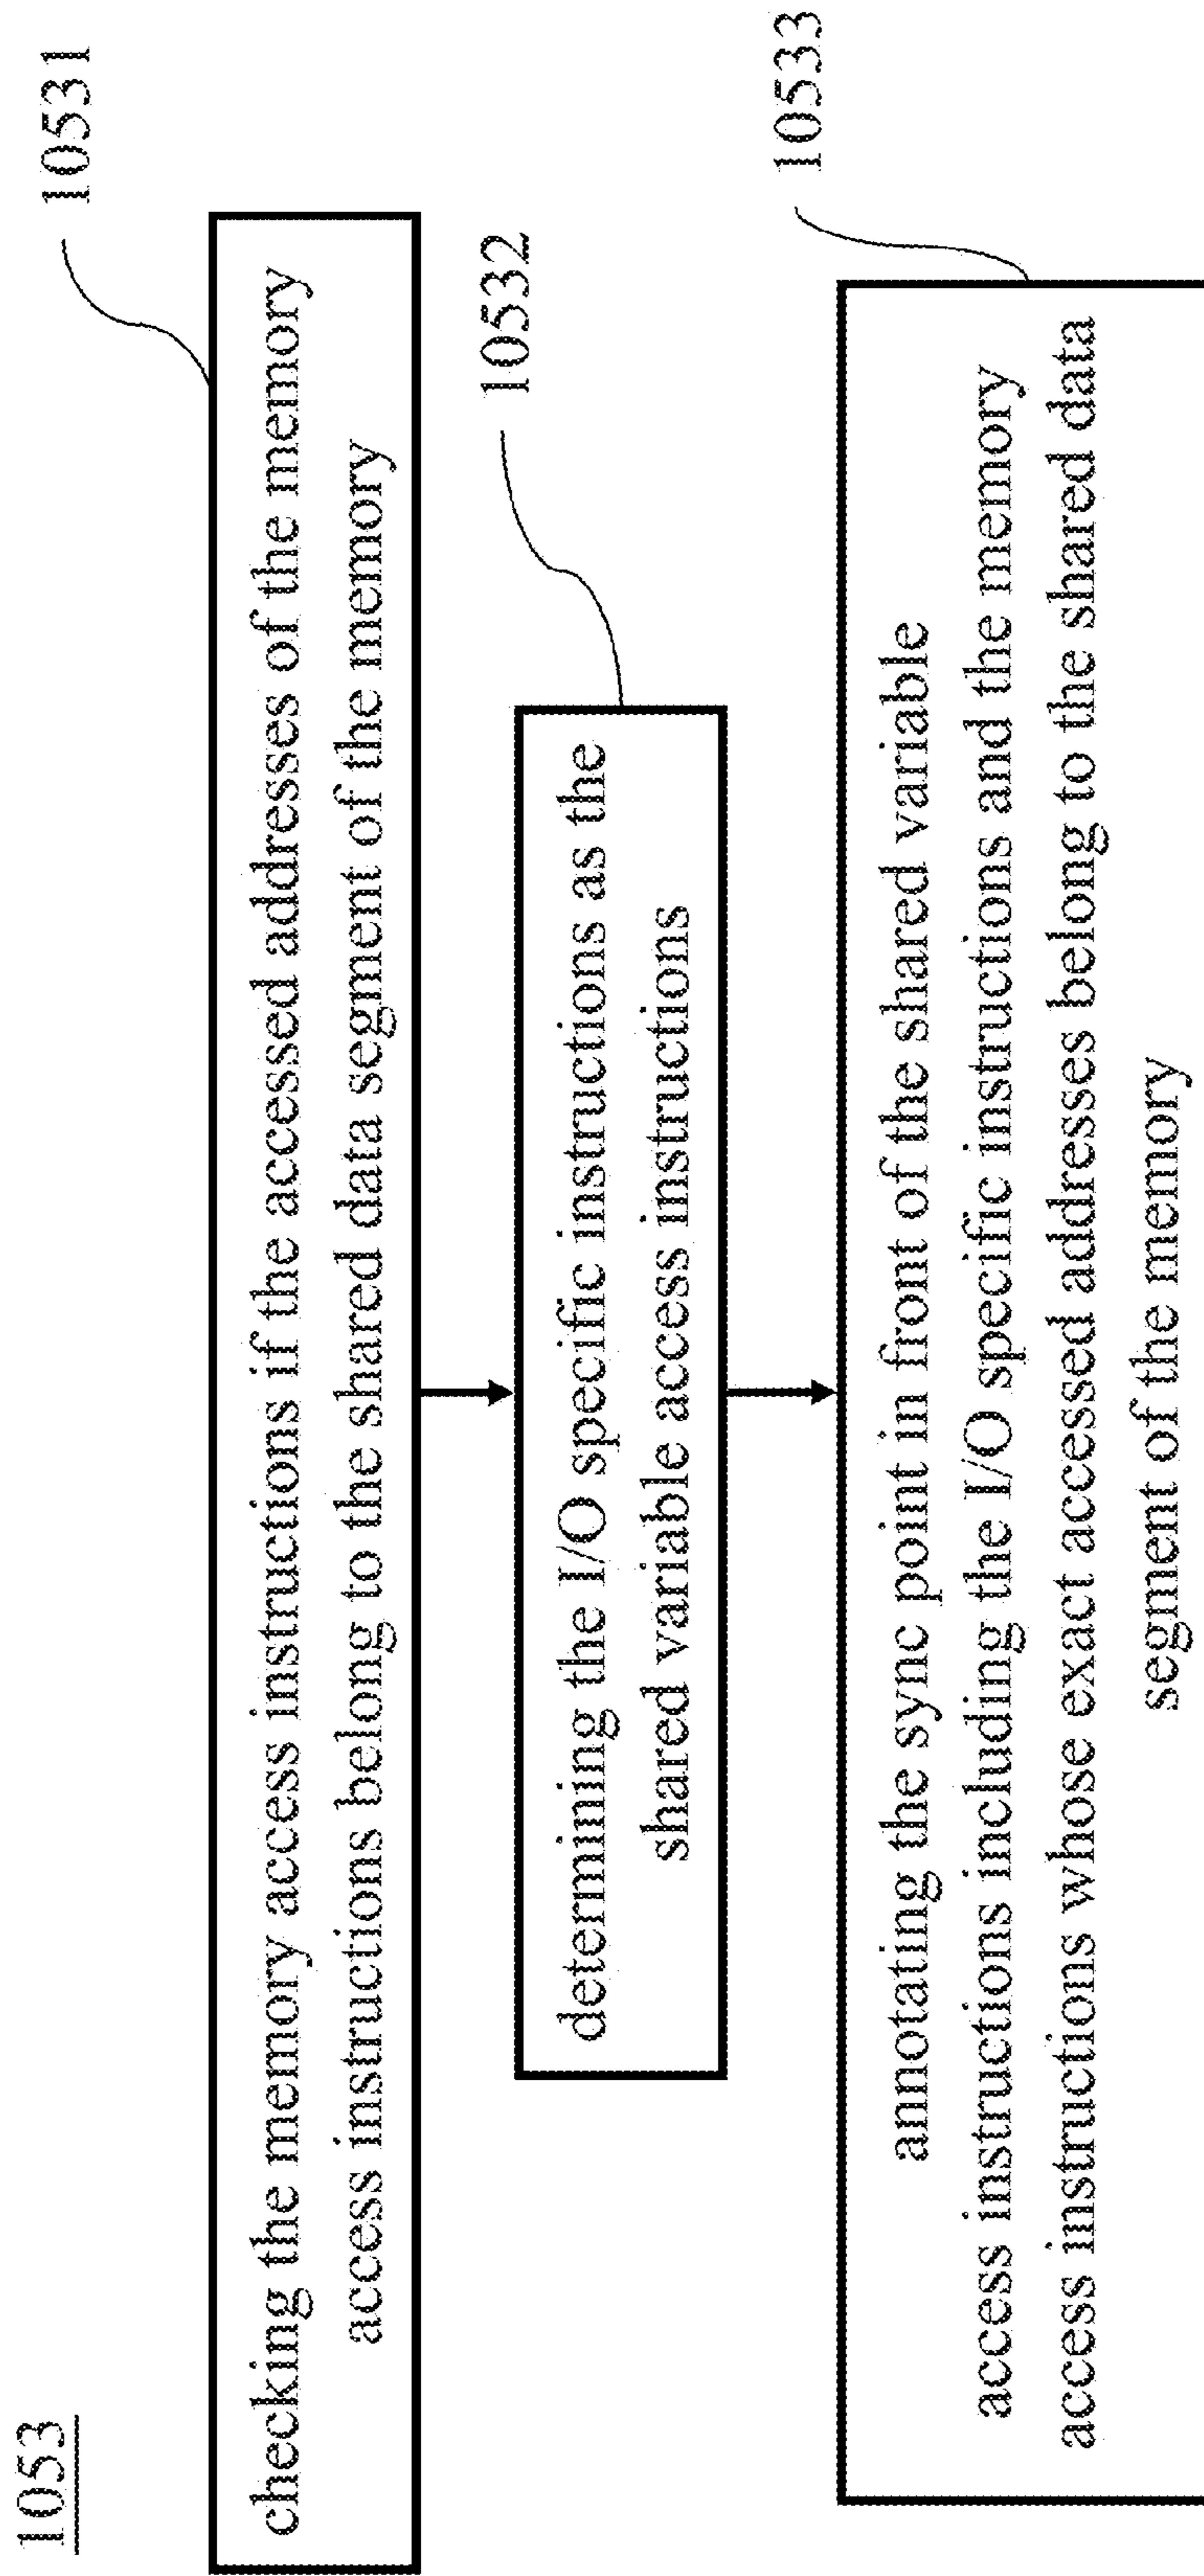 1053
10531
checking the memory access instructions if the accessed addresses of the memory
access instructions belong to the shared data segment of the memory
10532
determining the I/O specific instructions as the
shared variable access instructions
10533
annotating the sync point in front of the shared variable
access instructions including the I/O specific instructions and the memory
access instructions whose exact accessed addresses belong to the shared data
segment of the memory